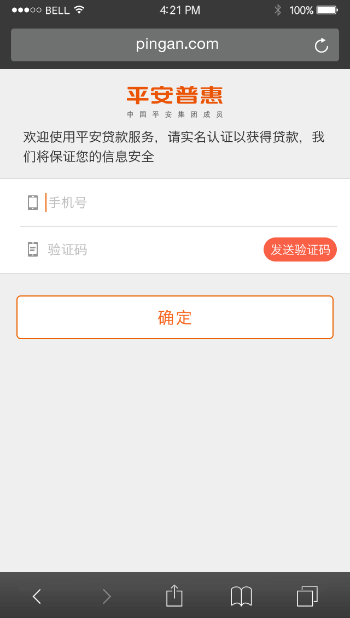 BELL 4:21 PM 100%
pingan.com
平安普惠
中国平安集团成员
欢迎使用平安贷款服务，请实名认证以获得贷款，我
们将保证您的信息安全
手机号
验证码 发送验证码
确定